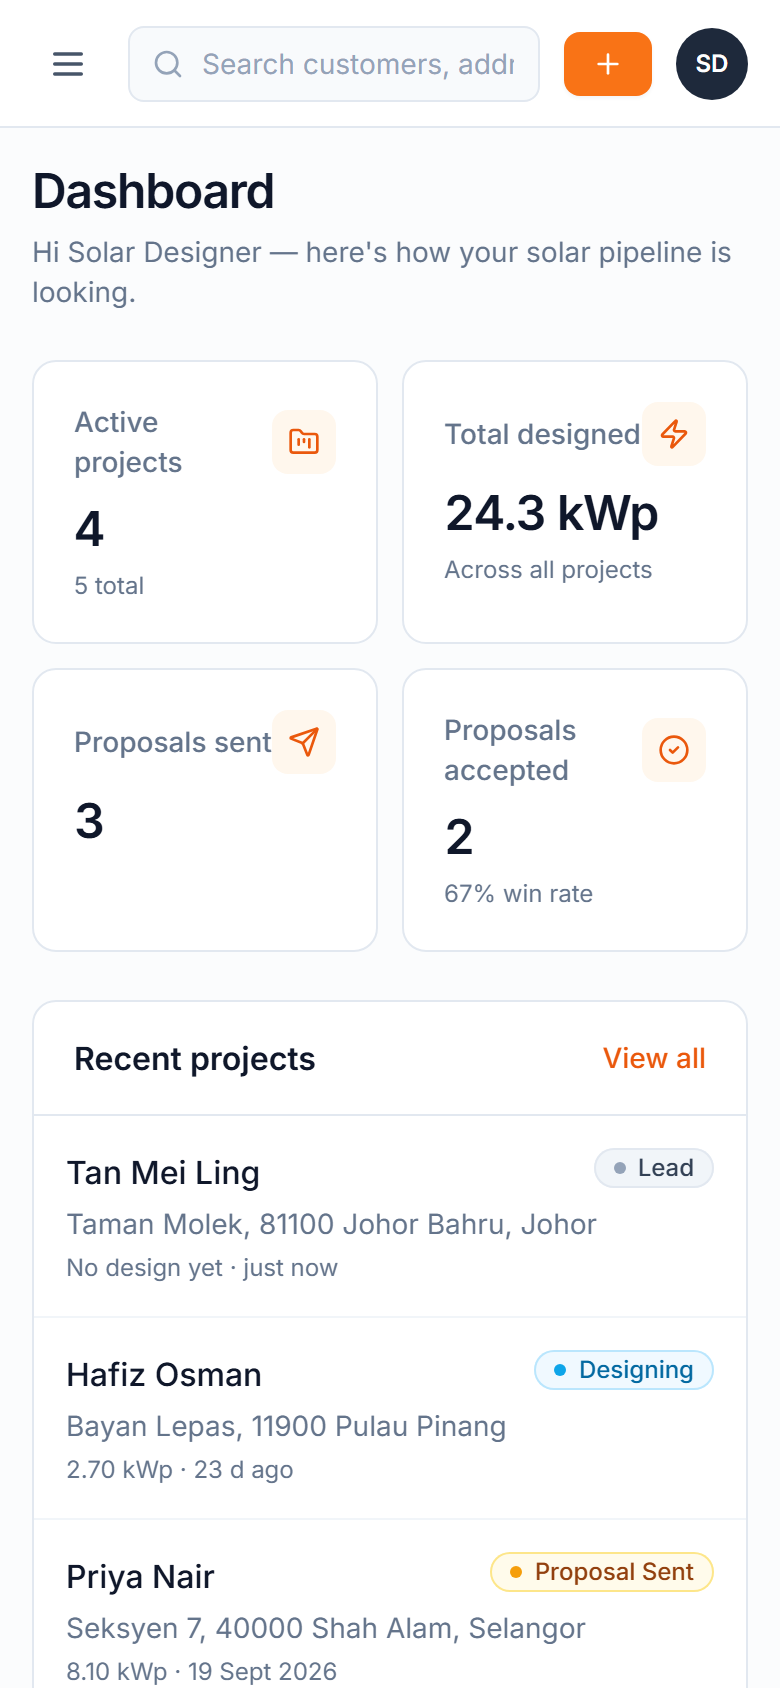 Search customers, addr
SD
Dashboard
Hi Solar Designer — here's how your solar pipeline is
looking.
Active
projects
4
5 total
Total designed
24.3 kWp
Across all projects
Proposals sent
3
Proposals
accepted
2
67% win rate
Recent projects
View all
Tan Mei Ling
Lead
Taman Molek, 81100 Johor Bahru, Johor
No design yet · just now
Hafiz Osman
Designing
Bayan Lepas, 11900 Pulau Pinang
2.70 kWp · 23 d ago
Priya Nair
Proposal Sent
Seksyen 7, 40000 Shah Alam, Selangor
8.10 kWp · 19 Sept 2026